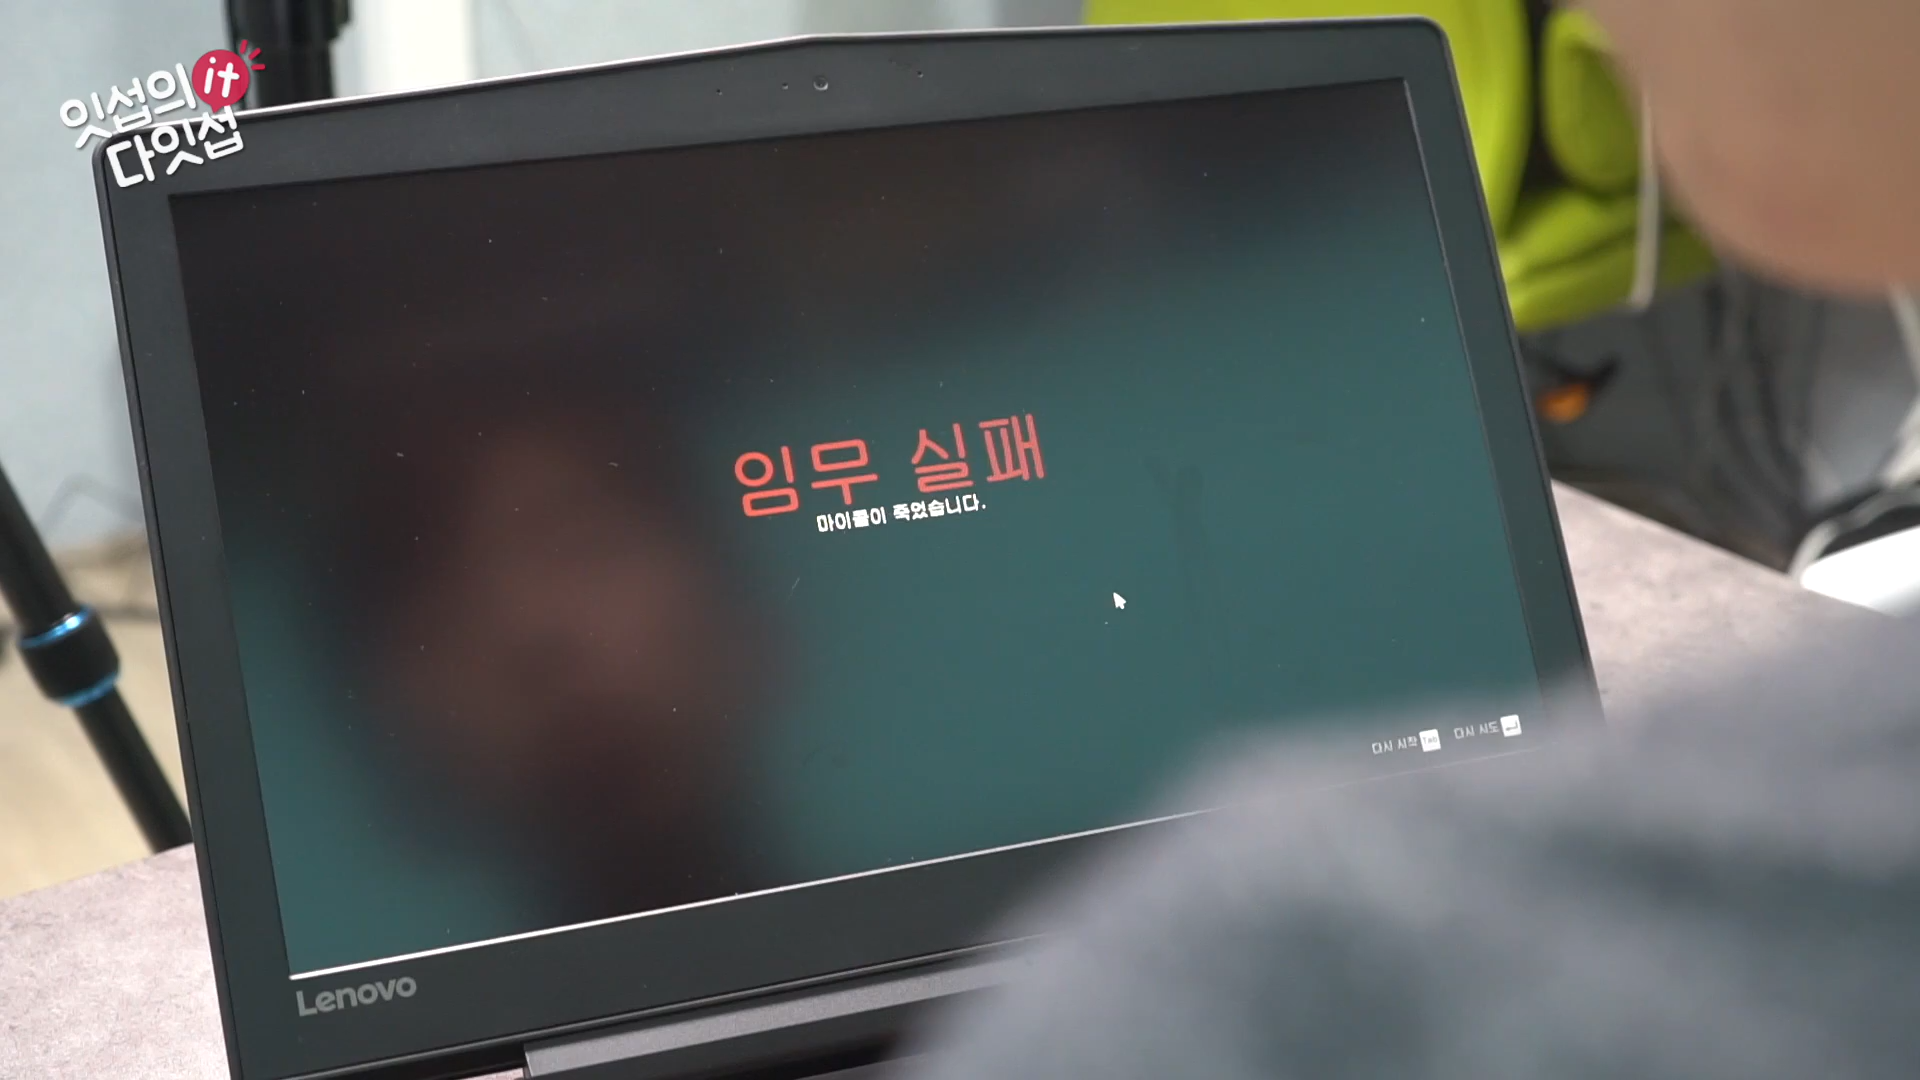 잇섭의 it
다잇섭
임무 실패
마이클이 죽었습니다.
다시 시작 Tab 다시 시도
Lenovo